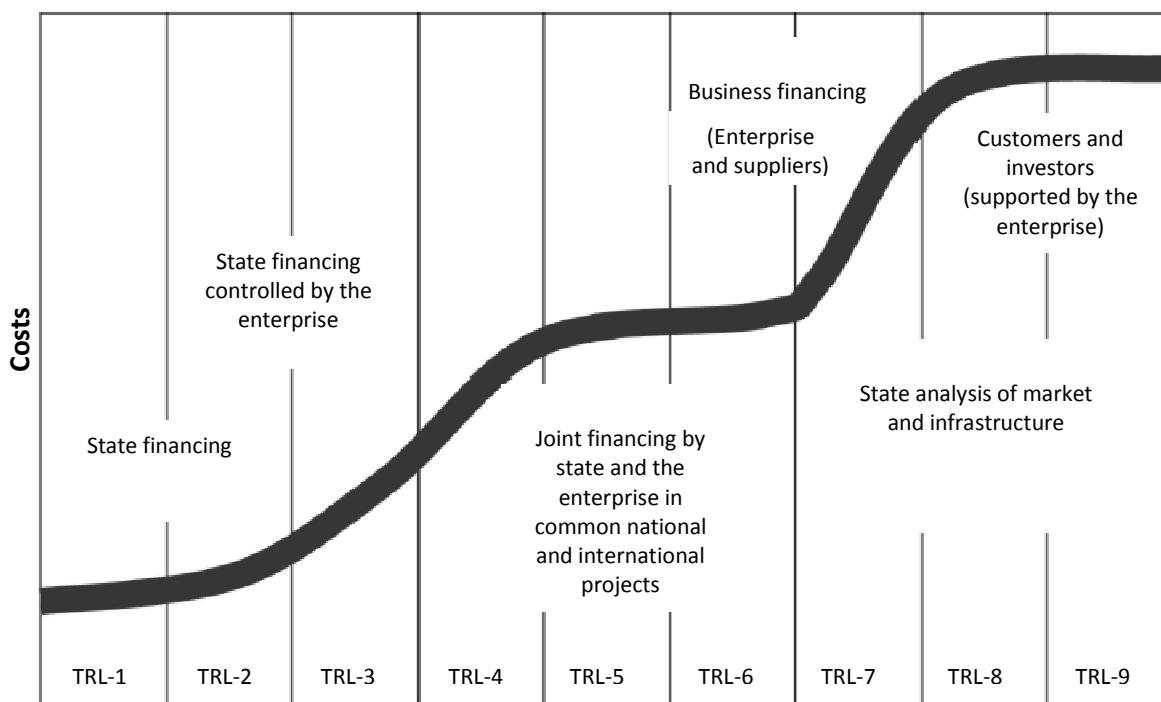 Business financing
(Enterprise
and suppliers)
Customers and
investors
(supported by the
enterprise)
State financing
controlled by the
enterprise
Costs
State financing
Joint financing by
state and the
enterprise in
common national
and international
projects
State analysis of market
and infrastructure
TRL-1 TRL-2 TRL-3 TRL-4 TRL-5 TRL-6 TRL-7 TRL-8 TRL-9